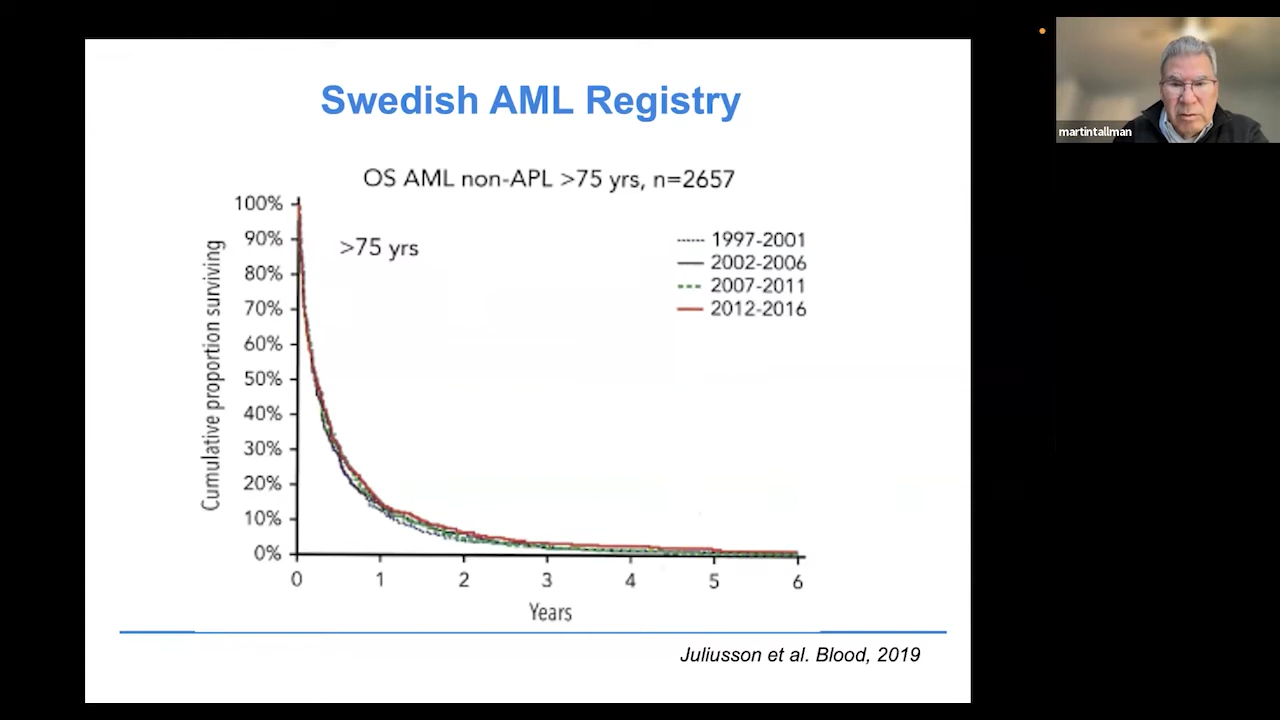 Swedish AML Registry
OS AML non-APL >75 yrs, n=2657
>75 yrs
1997-2001
2002-2006
2007-2011
2012-2016
Cumulative proportion surviving
100%
90%
80%
70%
60%
50%
40%
30%
20%
10%
0%
0 1 2 3 4 5 6
Years
Juliusson et al. Blood, 2019
martintallman